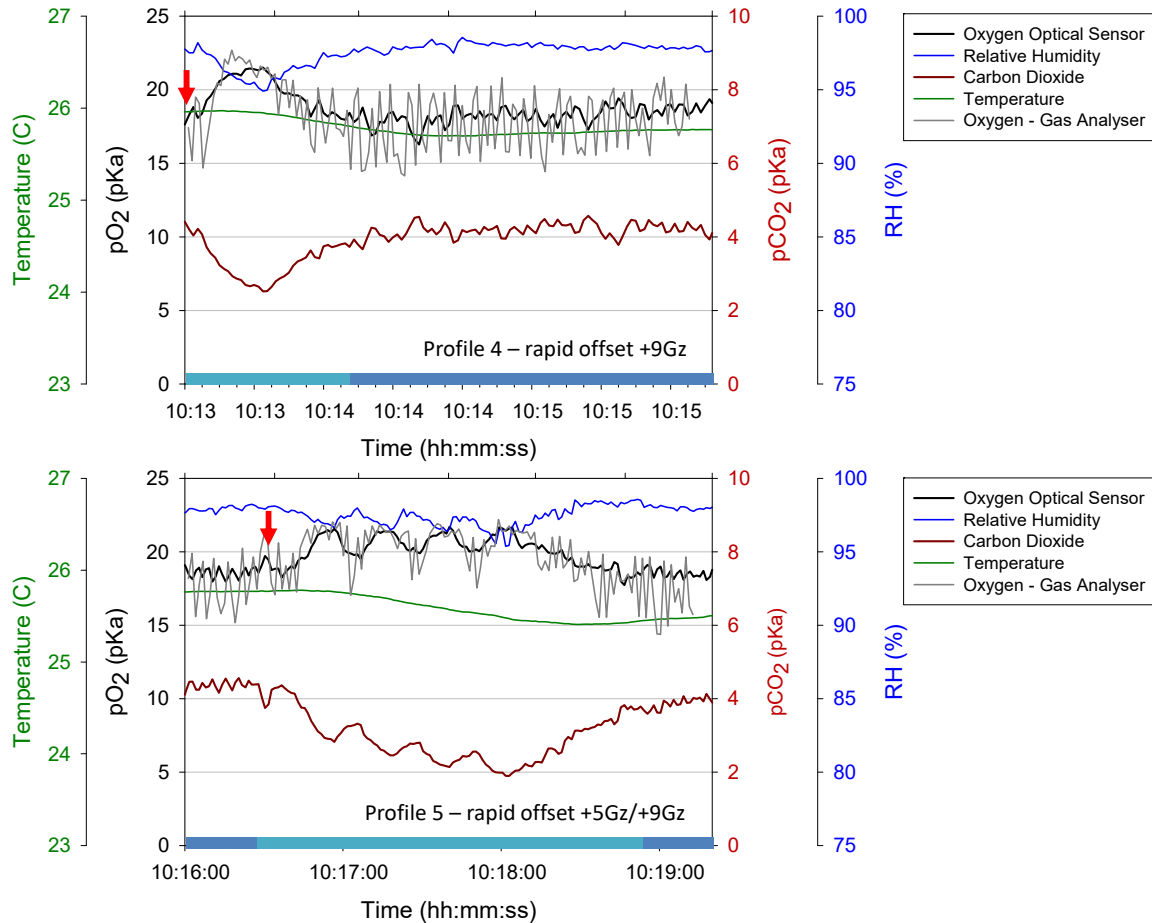 27
26
25
24
23
Temperature (C)
25
20
15
10
5
0
pO2 (pKa)
10
8
6
4
2
0
pCO2 (pKa)
100
95
90
85
80
75
RH (%)
Oxygen Optical Sensor
Relative Humidity
Carbon Dioxide
Temperature
Oxygen - Gas Analyser
Profile 4 – rapid offset +9Gz
10:13 10:13 10:14 10:14 10:14 10:15 10:15 10:15
Time (hh:mm:ss)
27
26
25
24
23
Temperature (C)
25
20
15
10
5
0
pO2 (pKa)
10
8
6
4
2
0
pCO2 (pKa)
100
95
90
85
80
75
RH (%)
Oxygen Optical Sensor
Relative Humidity
Carbon Dioxide
Temperature
Oxygen - Gas Analyser
Profile 5 – rapid offset +5Gz/+9Gz
10:16:00 10:17:00 10:18:00 10:19:00
Time (hh:mm:ss)